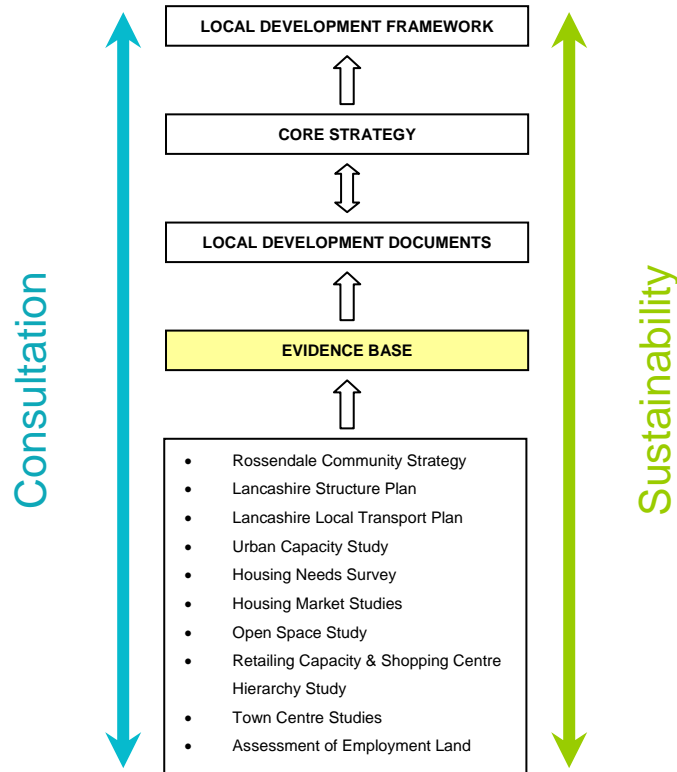 LOCAL DEVELOPMENT FRAMEWORK
CORE STRATEGY
LOCAL DEVELOPMENT DOCUMENTS
EVIDENCE BASE
• Rossendale Community Strategy
• Lancashire Structure Plan
• Lancashire Local Transport Plan
• Urban Capacity Study
• Housing Needs Survey
• Housing Market Studies
• Open Space Study
• Retailing Capacity & Shopping Centre
Hierarchy Study
• Town Centre Studies
• Assessment of Employment Land
Consultation
Sustainability